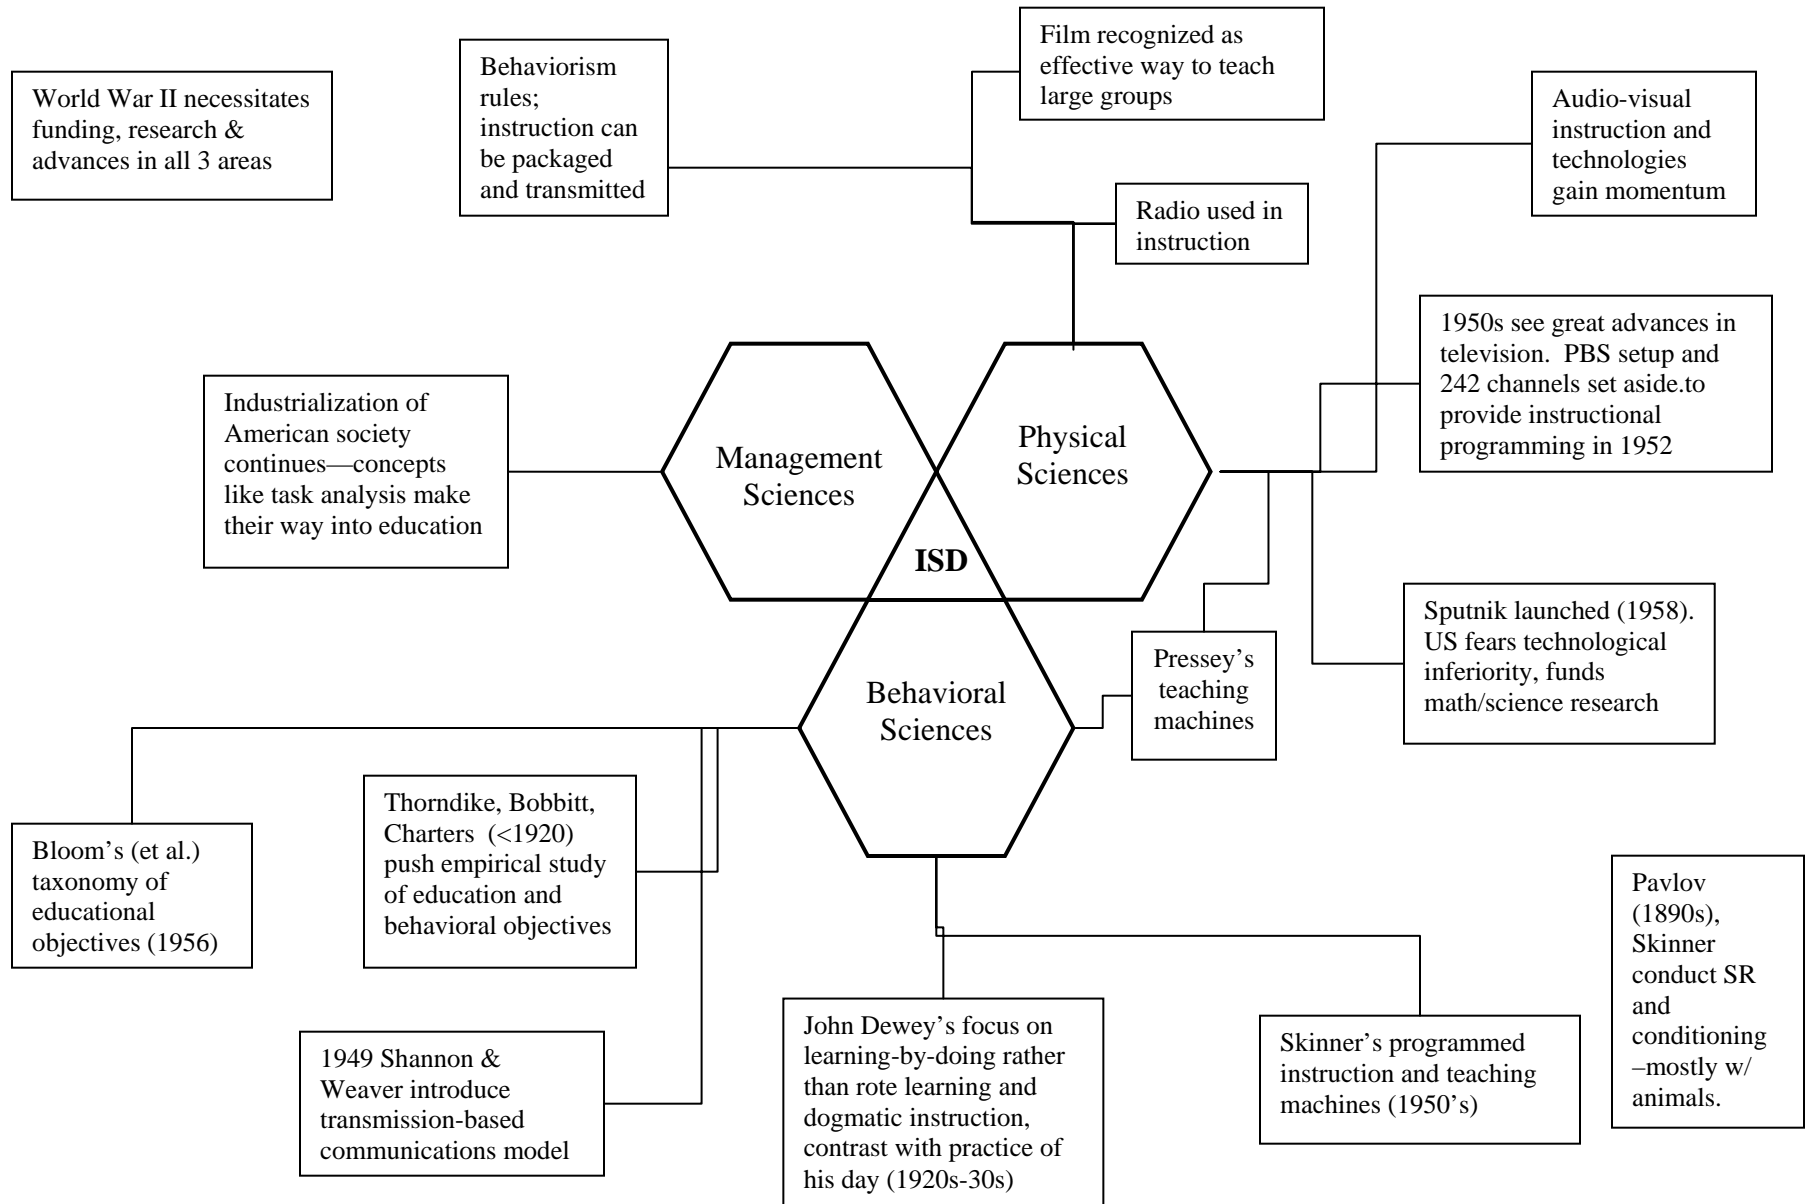 Film recognized as
effective way to teach
large groups
Behaviorism
rules;
instruction can
be packaged
and transmitted
World War II necessitates
funding, research &
advances in all 3 areas
Audio-visual
instruction and
technologies
gain momentum
Radio used in
instruction
1950s see great advances in
television.  PBS setup and
242 channels set aside.to
provide instructional
programming in 1952
Industrialization of
American society
continues—concepts
like task analysis make
their way into education
Management
Sciences
Physical
Sciences
ISD
Sputnik launched (1958).
US fears technological
inferiority, funds
math/science research
Pressey’s
teaching
machines
Behavioral
Sciences
Thorndike, Bobbitt,
Charters  (<1920)
push empirical study
of education and
behavioral objectives
Bloom’s (et al.)
taxonomy of
educational
objectives (1956)
Pavlov
(1890s),
Skinner
conduct SR
and
conditioning
–mostly w/
animals.
1949 Shannon &
Weaver introduce
transmission-based
communications model
John Dewey’s focus on
learning-by-doing rather
than rote learning and
dogmatic instruction,
contrast with practice of
his day (1920s-30s)
Skinner’s programmed
instruction and teaching
machines (1950’s)